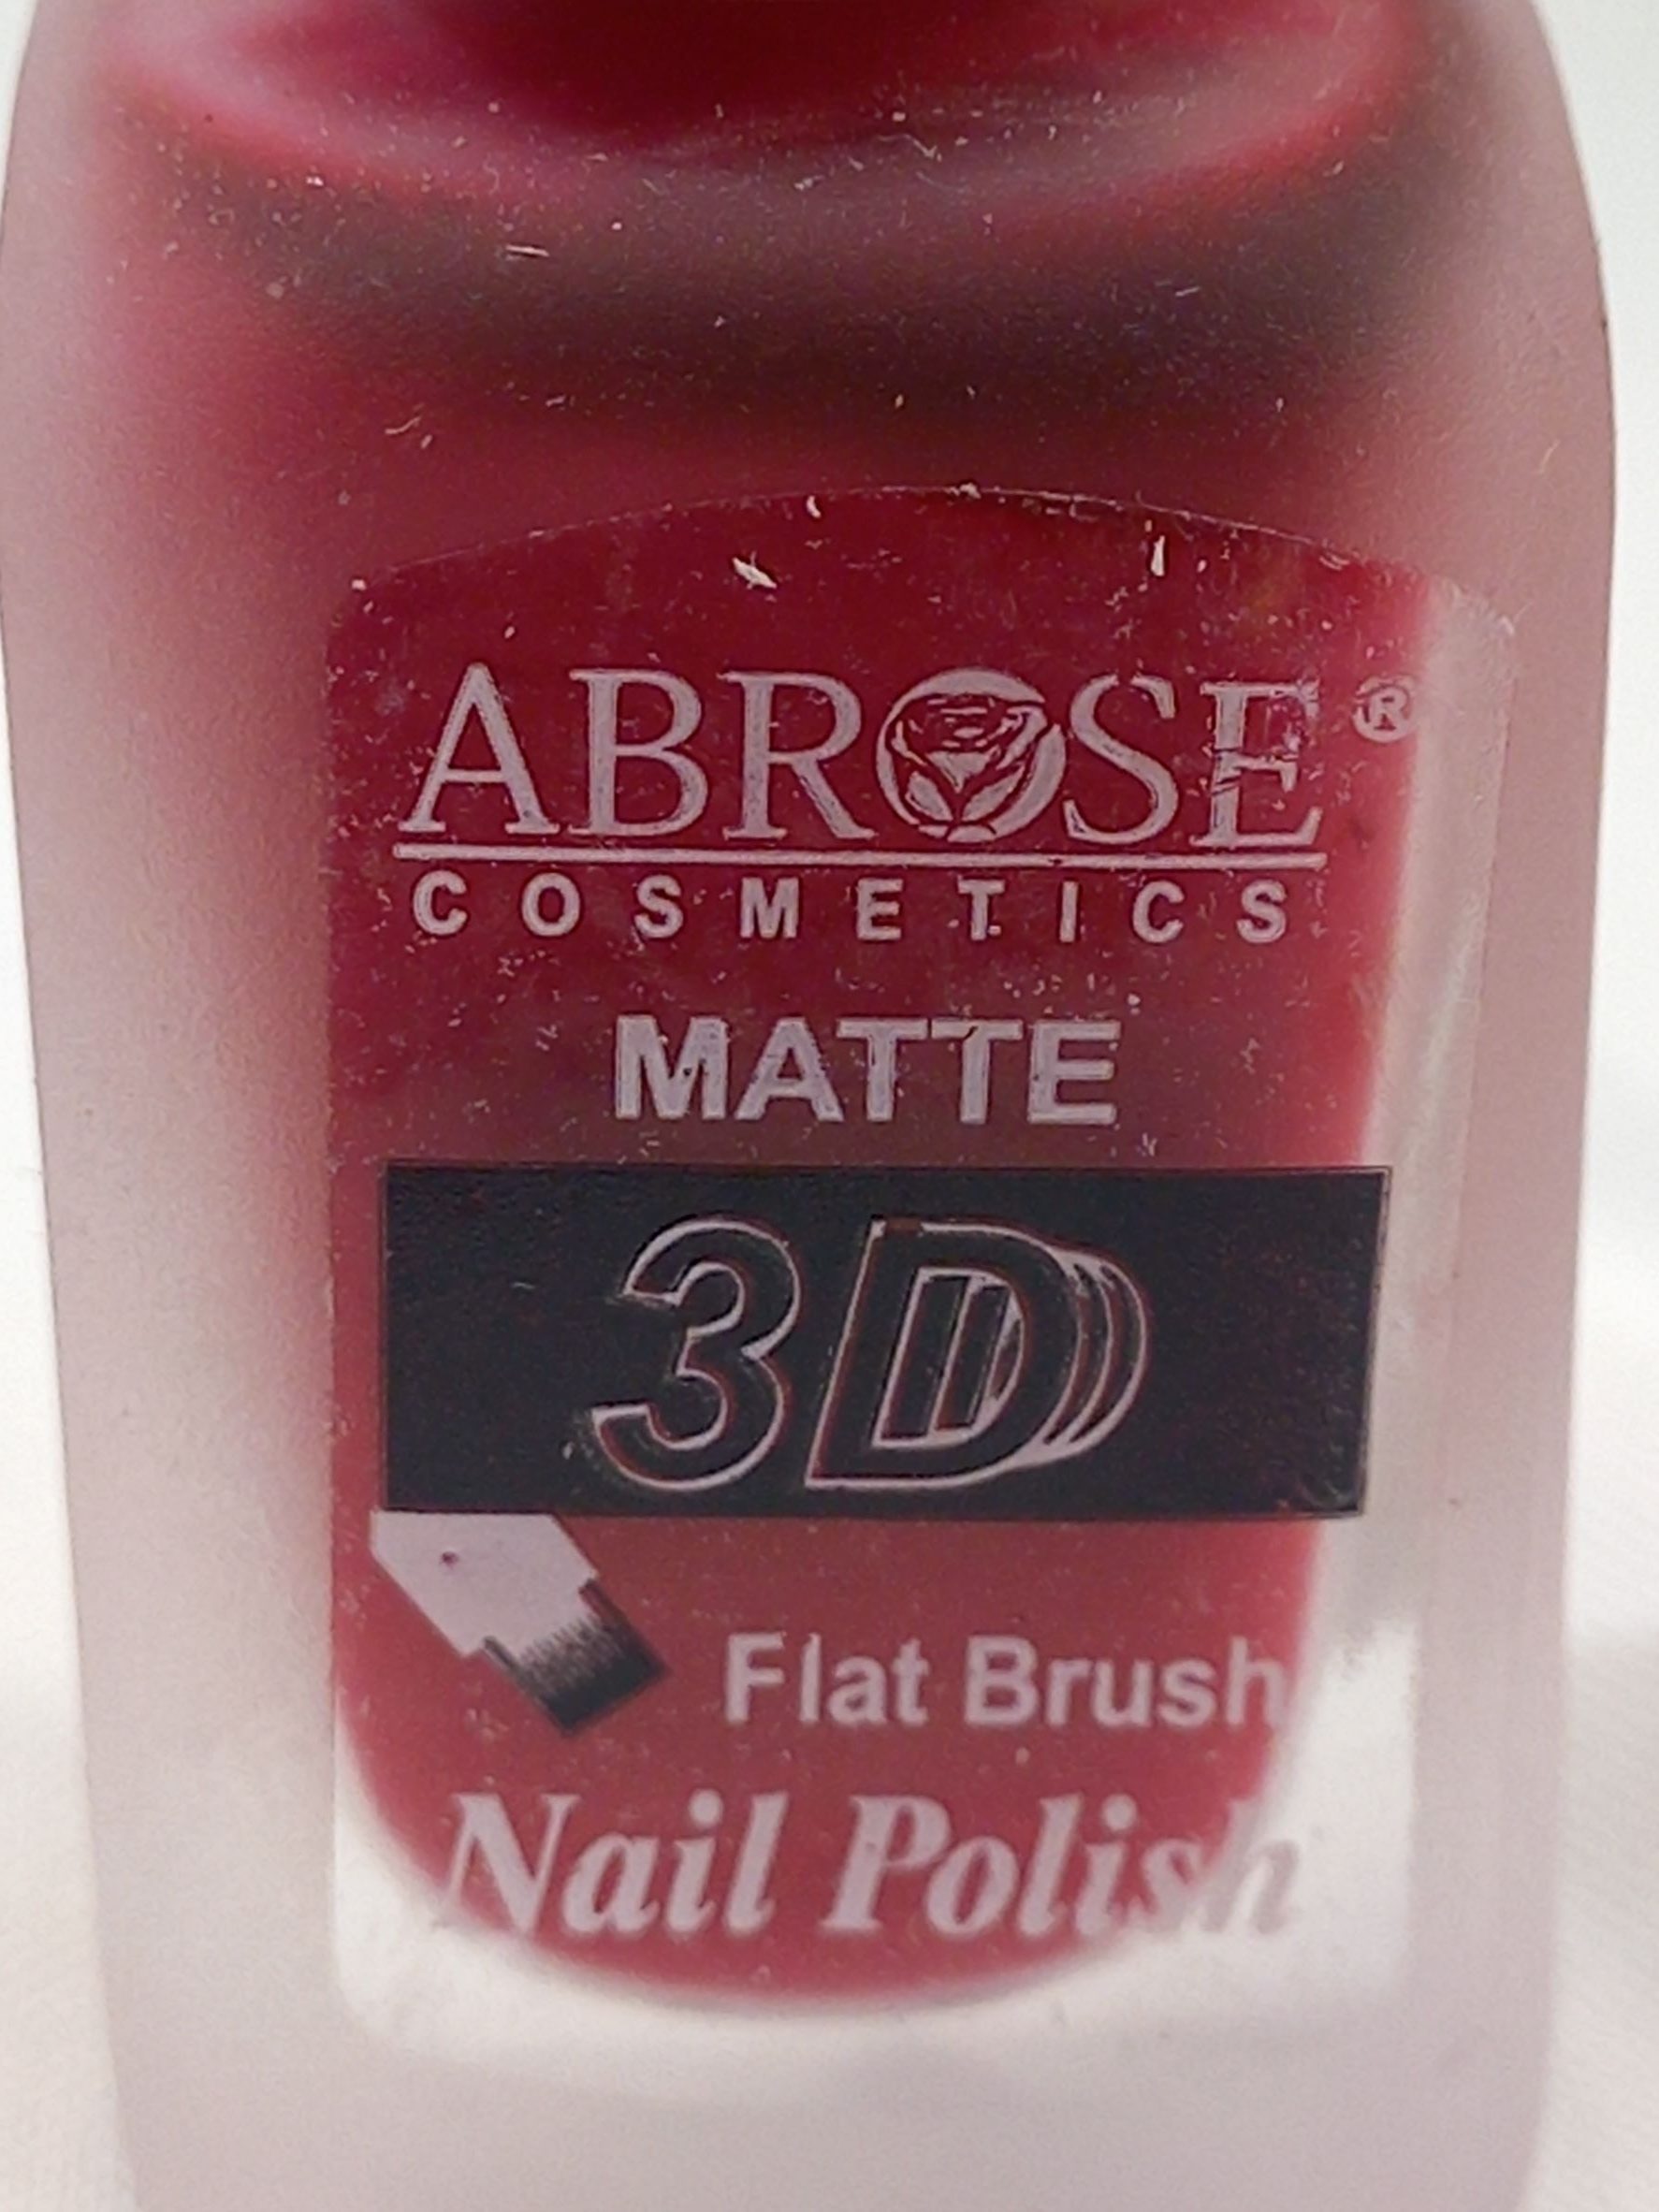 ABROSE®
COSMETICS
MATTE
3D
Flat Brush
Nail Polish